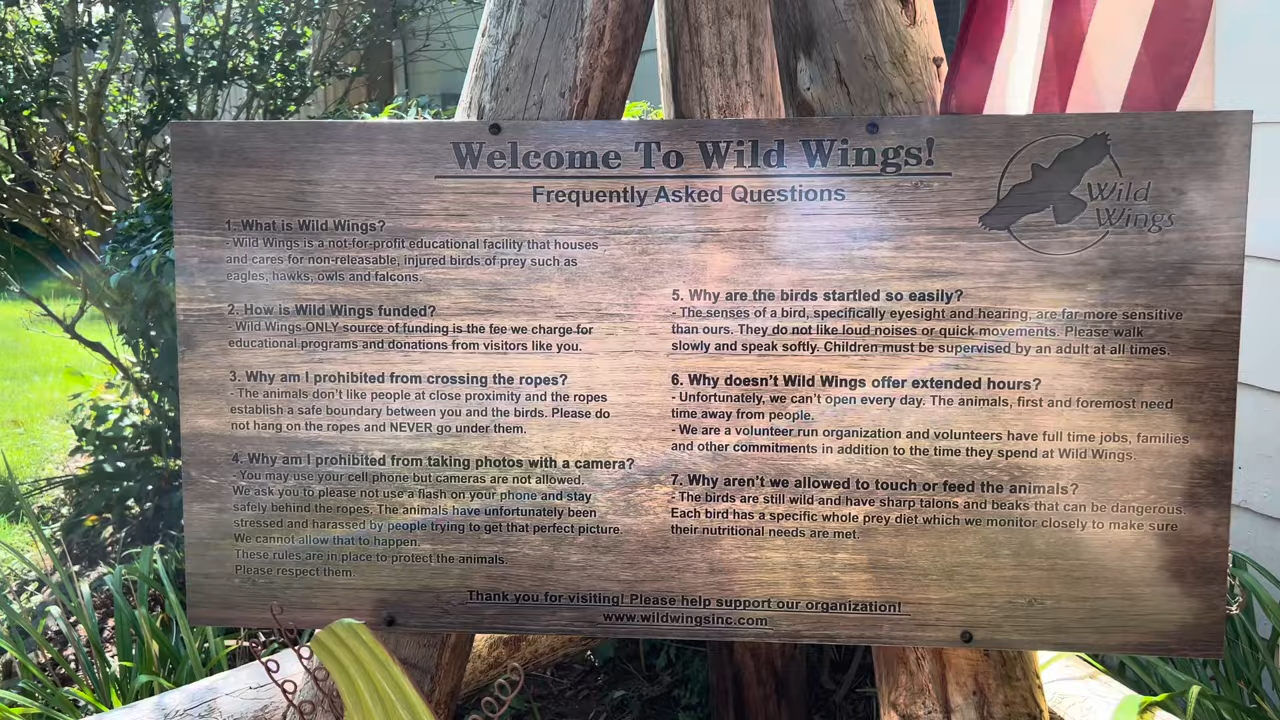 Welcome To Wild Wings!
Frequently Asked Questions
Wild
Wings
1. What is Wild Wings?
- Wild Wings is a not-for-profit educational facility that houses
and cares for non-releasable, injured birds of prey such as
eagles, hawks, owls and falcons.
2. How is Wild Wings funded?
- Wild Wings ONLY source of funding is the fee we charge for
educational programs and donations from visitors like you.
3. Why am I prohibited from crossing the ropes?
- The animals don't like people at close proximity and the ropes
establish a safe boundary between you and the birds. Please do
not hang on the ropes and NEVER go under them.
4. Why am I prohibited from taking photos with a camera?
- You may use your cell phone but cameras are not allowed.
We ask you to please not use a flash on your phone and stay
safely behind the ropes. The animals have unfortunately been
stressed and harassed by people trying to get that perfect picture.
We cannot allow that to happen.
These rules are in place to protect the animals.
Please respect them.
5. Why are the birds startled so easily?
- The senses of a bird, specifically eyesight and hearing, are far more sensitive
than ours. They do not like loud noises or quick movements. Please walk
slowly and speak softly. Children must be supervised by an adult at all times.
6. Why doesn't Wild Wings offer extended hours?
- Unfortunately, we can't open every day. The animals, first and foremost need
time away from people.
- We are a volunteer run organization and volunteers have full time jobs, families
and other commitments in addition to the time they spend at Wild Wings.
7. Why aren't we allowed to touch or feed the animals?
- The birds are still wild and have sharp talons and beaks that can be dangerous.
Each bird has a specific whole prey diet which we monitor closely to make sure
their nutritional needs are met.
Thank you for visiting! Please help support our organization!
www.wildwingsinc.com